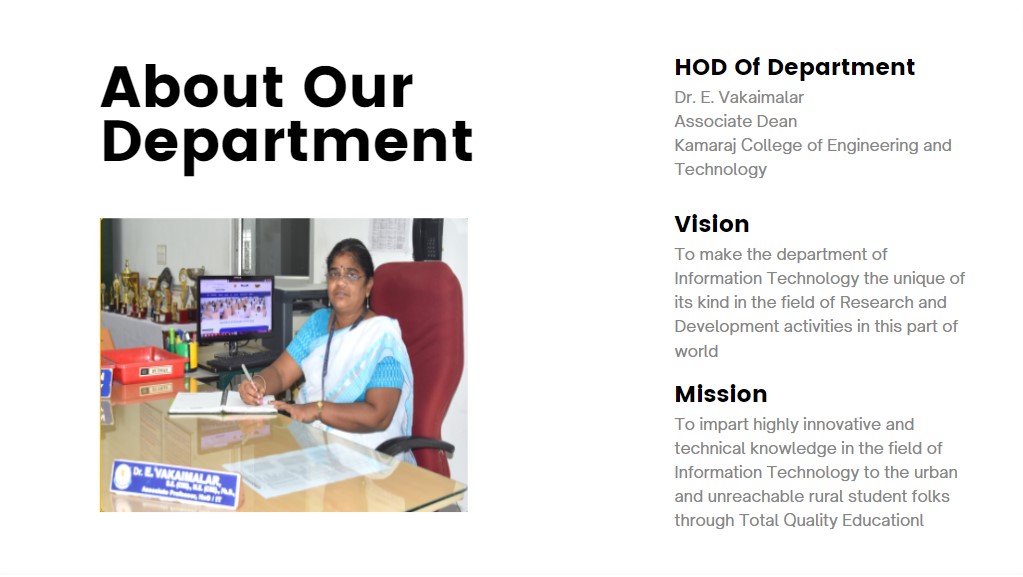 About Our
Department
HOD Of Department
Dr. E. Vakaimalar
Associate Dean
Kamaraj College of Engineering and
Technology
Vision
To make the department of
Information Technology the unique of
its kind in the field of Research and
Development activities in this part of
world
Mission
To impart highly innovative and
technical knowledge in the field of
Information Technology to the urban
and unreachable rural student folks
through Total Quality Educationl
Dr. E. VAKAIMALAR,
Associate Professor, HoD / IT